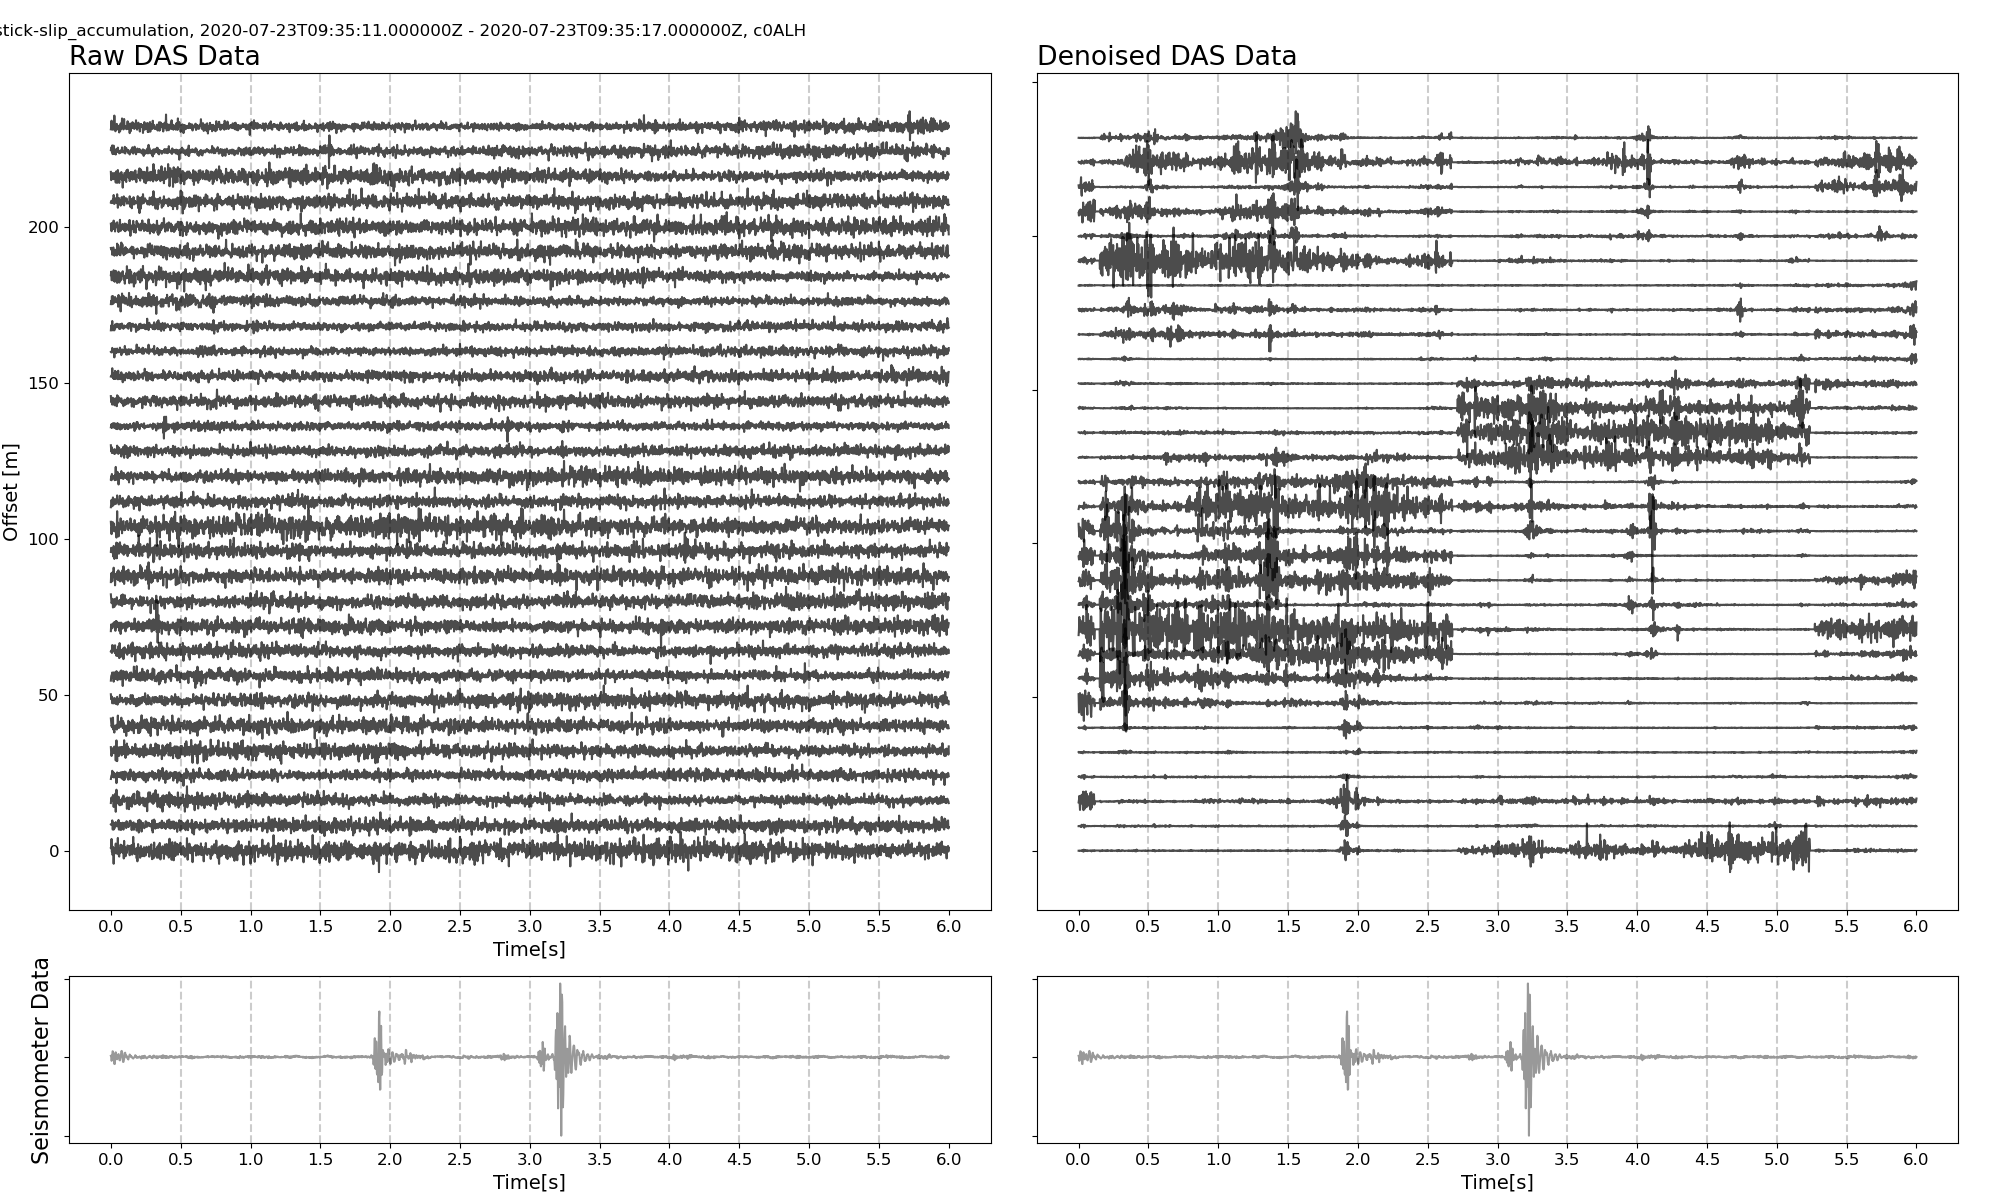 stick-slip_accumulation, 2020-07-23T09:35:11.000000Z - 2020-07-23T09:35:17.000000Z, c0ALH
Raw DAS Data
Denoised DAS Data
Offset [m]
200
150
100
50
0
0.0 0.5 1.0 1.5 2.0 2.5 3.0 3.5 4.0 4.5 5.0 5.5 6.0
Time[s]
0.0 0.5 1.0 1.5 2.0 2.5 3.0 3.5 4.0 4.5 5.0 5.5 6.0
Seismometer Data
0.0 0.5 1.0 1.5 2.0 2.5 3.0 3.5 4.0 4.5 5.0 5.5 6.0
Time[s]
0.0 0.5 1.0 1.5 2.0 2.5 3.0 3.5 4.0 4.5 5.0 5.5 6.0
Time[s]